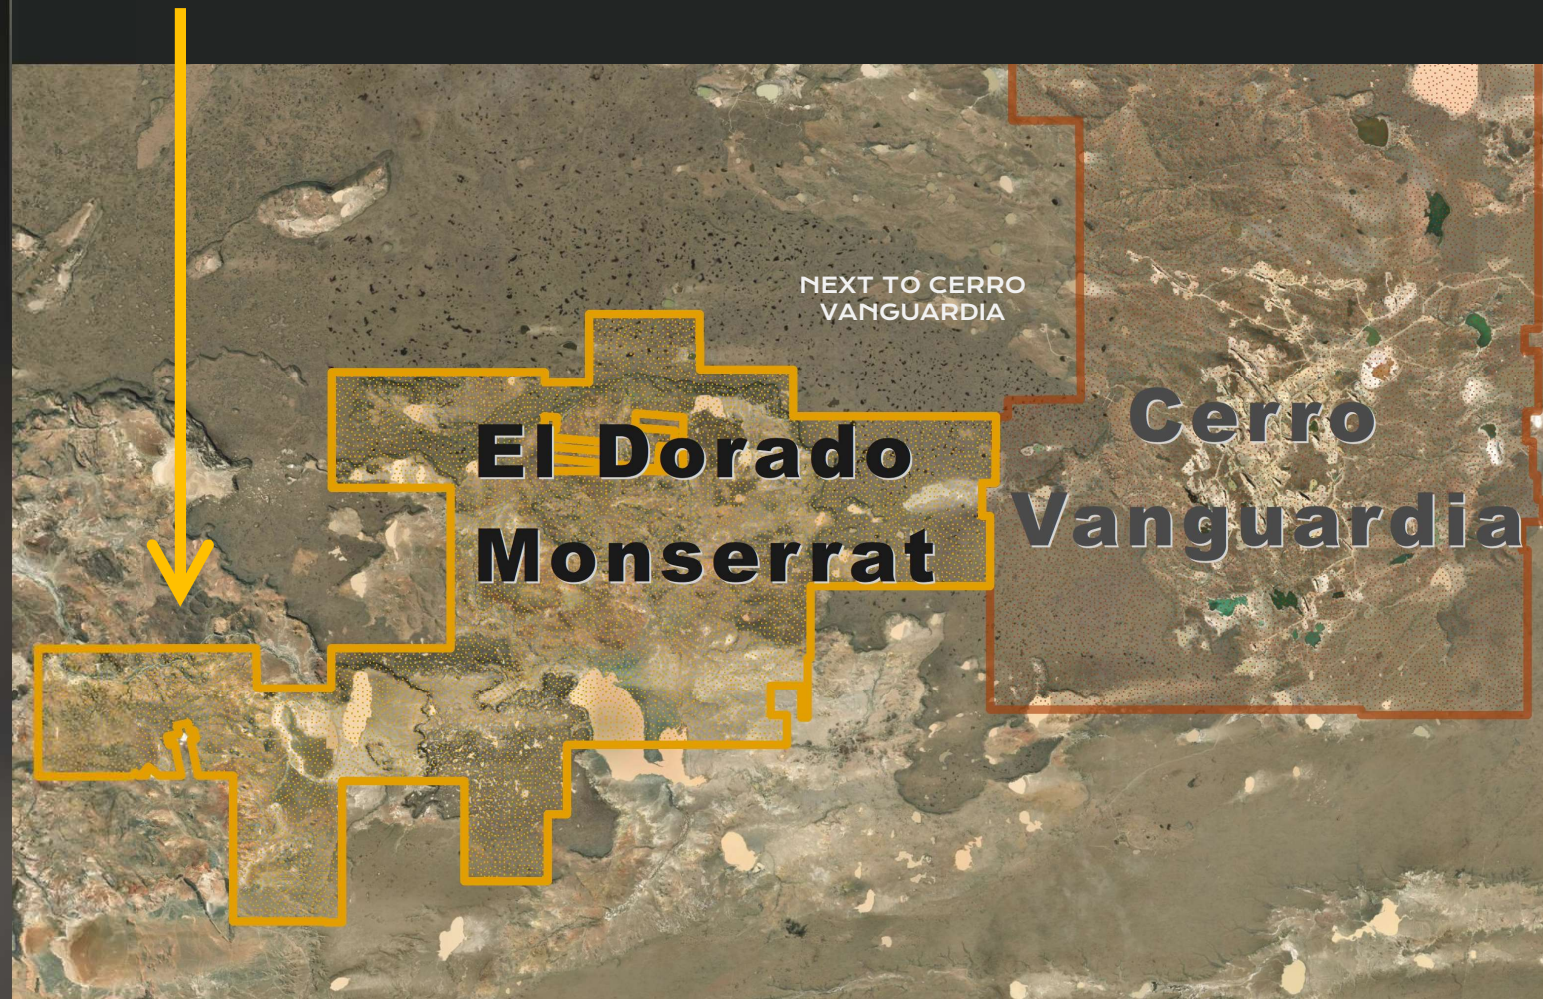 NEXT TO CERRO
VANGUARDIA
El Dorado
Monserrat
Cerro
Vanguardia